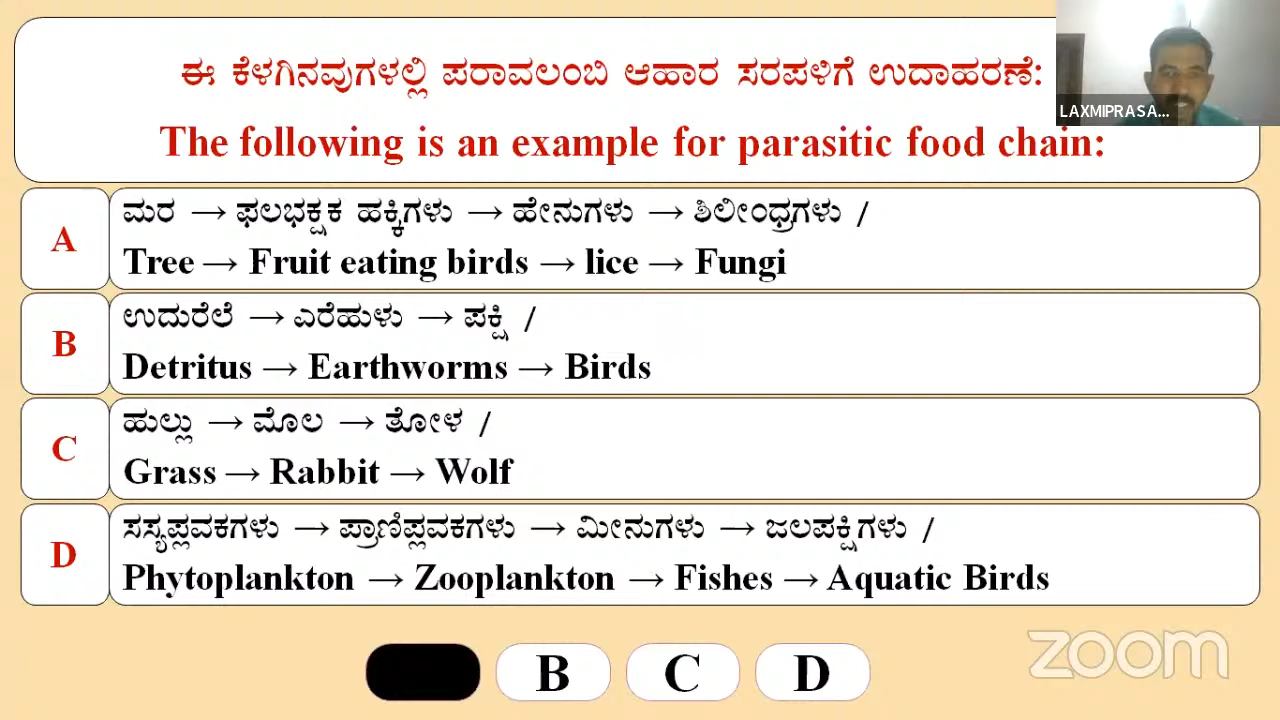 ಈ ಕೆಳಗಿನವುಗಳಲ್ಲಿ ಪರಾವಲಂಬಿ ಆಹಾರ ಸರಪಳಿಗೆ ಉದಾಹರಣೆ:
LAXMIPRASA...
The following is an example for parasitic food chain:
A
ಮರ → ಫಲಭಕ್ಷಕ ಹಕ್ಕಿಗಳು → ಹೇನುಗಳು → ಶಿಲೀಂಧ್ರಗಳು /
Tree → Fruit eating birds → lice → Fungi
B
ಉದುರೆಲೆ → ಎರೆಹುಳು → ಪಕ್ಷಿ /
Detritus → Earthworms → Birds
C
ಹುಲ್ಲು → ಮೊಲ → ತೋಳ /
Grass → Rabbit → Wolf
D
ಸಸ್ಯಪ್ಲವಕಗಳು → ಪ್ರಾಣಿಪ್ಲವಕಗಳು → ಮೀನುಗಳು → ಜಲಪಕ್ಷಿಗಳು /
Phytoplankton → Zooplankton → Fishes → Aquatic Birds
B C D
zoom